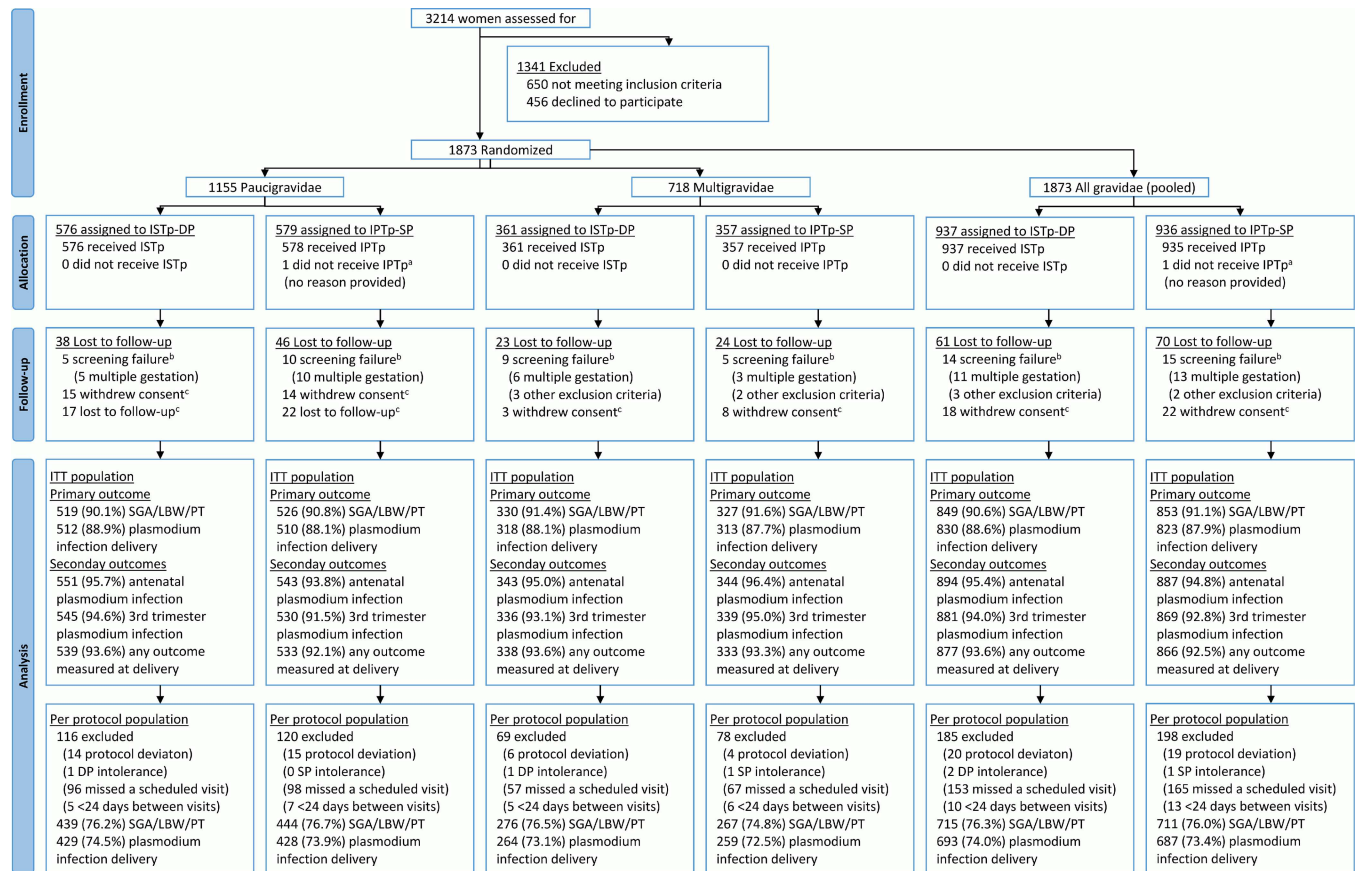 3214 women assessed for
1341 Excluded
650 not meeting inclusion criteria
456 declined to participate
Enrollment
1873 Randomized
1155 Paucigravidae
718 Multigravidae
1873 All gravidae (pooled)
Allocation
576 assigned to ISTp-DP
576 received ISTp
0 did not receive ISTp
579 assigned to IPTp-SP
578 received IPTp
1 did not receive IPTpᵃ
(no reason provided)
361 assigned to ISTp-DP
361 received ISTp
0 did not receive ISTp
357 assigned to IPTp-SP
357 received IPTp
0 did not receive IPTp
937 assigned to ISTp-DP
937 received ISTp
0 did not receive ISTp
936 assigned to IPTp-SP
935 received IPTp
1 did not receive IPTpᵃ
(no reason provided)
Follow-up
38 Lost to follow-up
5 screening failureᵇ
(5 multiple gestation)
15 withdrew consentᶜ
17 lost to follow-upᶜ
46 Lost to follow-up
10 screening failureᵇ
(10 multiple gestation)
14 withdrew consentᶜ
22 lost to follow-upᶜ
23 Lost to follow-up
9 screening failureᵇ
(6 multiple gestation)
(3 other exclusion criteria)
3 withdrew consentᶜ
24 Lost to follow-up
5 screening failureᵇ
(3 multiple gestation)
(2 other exclusion criteria)
8 withdrew consentᶜ
61 Lost to follow-up
14 screening failureᵇ
(11 multiple gestation)
(3 other exclusion criteria)
18 withdrew consentᶜ
70 Lost to follow-up
15 screening failureᵇ
(13 multiple gestation)
(2 other exclusion criteria)
22 withdrew consentᶜ
Analysis
ITT population
Primary outcome
519 (90.1%) SGA/LBW/PT
512 (88.9%) plasmodium
infection delivery
Seconday outcomes
551 (95.7%) antenatal
plasmodium infection
545 (94.6%) 3rd trimester
plasmodium infection
539 (93.6%) any outcome
measured at delivery
ITT population
Primary outcome
526 (90.8%) SGA/LBW/PT
510 (88.1%) plasmodium
infection delivery
Seconday outcomes
543 (93.8%) antenatal
plasmodium infection
530 (91.5%) 3rd trimester
plasmodium infection
533 (92.1%) any outcome
measured at delivery
ITT population
Primary outcome
330 (91.4%) SGA/LBW/PT
318 (88.1%) plasmodium
infection delivery
Seconday outcomes
343 (95.0%) antenatal
plasmodium infection
336 (93.1%) 3rd trimester
plasmodium infection
338 (93.6%) any outcome
measured at delivery
ITT population
Primary outcome
327 (91.6%) SGA/LBW/PT
313 (87.7%) plasmodium
infection delivery
Seconday outcomes
344 (96.4%) antenatal
plasmodium infection
339 (95.0%) 3rd trimester
plasmodium infection
333 (93.3%) any outcome
measured at delivery
ITT population
Primary outcome
849 (90.6%) SGA/LBW/PT
830 (88.6%) plasmodium
infection delivery
Seconday outcomes
894 (95.4%) antenatal
plasmodium infection
881 (94.0%) 3rd trimester
plasmodium infection
877 (93.6%) any outcome
measured at delivery
ITT population
Primary outcome
853 (91.1%) SGA/LBW/PT
823 (87.9%) plasmodium
infection delivery
Seconday outcomes
887 (94.8%) antenatal
plasmodium infection
869 (92.8%) 3rd trimester
plasmodium infection
866 (92.5%) any outcome
measured at delivery
Per protocol population
116 excluded
(14 protocol deviaton)
(1 DP intolerance)
(96 missed a scheduled visit)
(5 <24 days between visits)
439 (76.2%) SGA/LBW/PT
429 (74.5%) plasmodium
infection delivery
Per protocol population
120 excluded
(15 protocol deviation)
(0 SP intolerance)
(98 missed a scheduled visit)
(7 <24 days between visits)
444 (76.7%) SGA/LBW/PT
428 (73.9%) plasmodium
infection delivery
Per protocol population
69 excluded
(6 protocol deviation)
(1 DP intolerance)
(57 missed a scheduled visit)
(5 <24 days between visits)
276 (76.5%) SGA/LBW/PT
264 (73.1%) plasmodium
infection delivery
Per protocol population
78 excluded
(4 protocol deviation)
(1 SP intolerance)
(67 missed a scheduled visit)
(6 <24 days between visits)
267 (74.8%) SGA/LBW/PT
259 (72.5%) plasmodium
infection delivery
Per protocol population
185 excluded
(20 protocol deviaton)
(2 DP intolerance)
(153 missed a scheduled visit)
(10 <24 days between visits)
715 (76.3%) SGA/LBW/PT
693 (74.0%) plasmodium
infection delivery
Per protocol population
198 excluded
(19 protocol deviation)
(1 SP intolerance)
(165 missed a scheduled visit)
(13 <24 days between visits)
711 (76.0%) SGA/LBW/PT
687 (73.4%) plasmodium
infection delivery